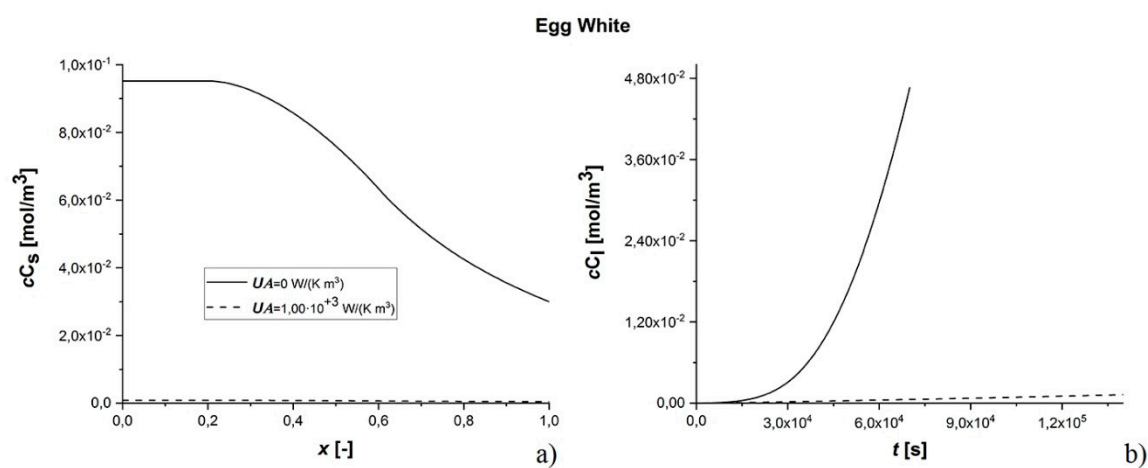 Egg White
1,0x10⁻¹
8,0x10⁻²
6,0x10⁻²
4,0x10⁻²
2,0x10⁻²
0,0
cCₛ [mol/m³]
UA=0 W/(K m³)
UA=1,00·10⁺³ W/(K m³)
0,0 0,2 0,4 0,6 0,8 1,0
x [-]
a)
4,80x10⁻²
3,60x10⁻²
2,40x10⁻²
1,20x10⁻²
0,00
cCₗ [mol/m³]
0,0 3,0x10⁴ 6,0x10⁴ 9,0x10⁴ 1,2x10⁵
t [s]
b)